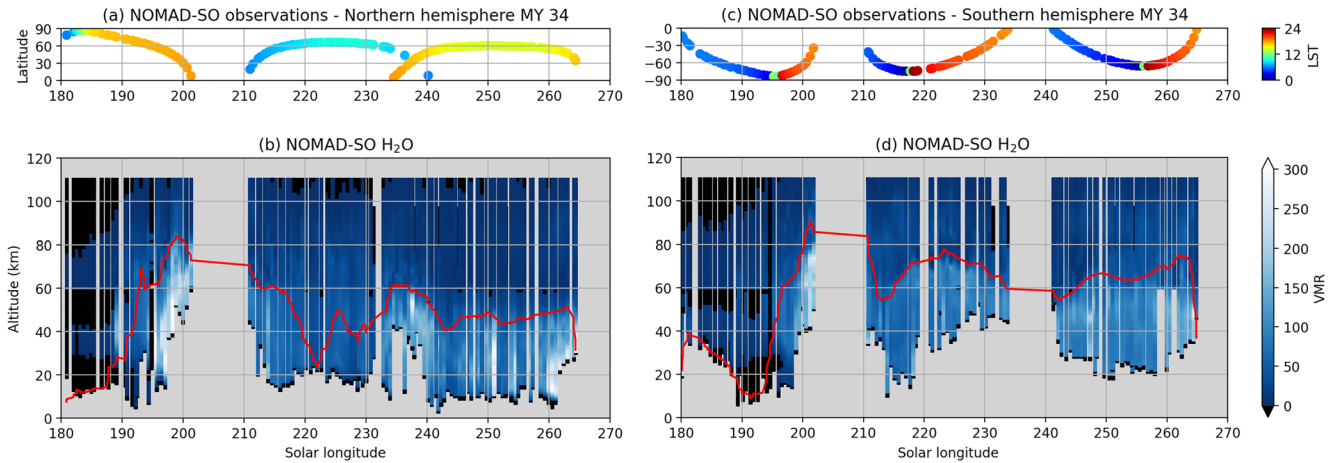 (a) NOMAD-SO observations - Northern hemisphere MY 34
Latitude
90
60
30
0
180 190 200 210 220 230 240 250 260 270
(b) NOMAD-SO H₂O
Altitude (km)
120
100
80
60
40
20
0
180 190 200 210 220 230 240 250 260 270
Solar longitude
(c) NOMAD-SO observations - Southern hemisphere MY 34
0
−30
−60
−90
180 190 200 210 220 230 240 250 260 270
24
12
0
LST
(d) NOMAD-SO H₂O
120
100
80
60
40
20
0
180 190 200 210 220 230 240 250 260 270
Solar longitude
300
250
200
150
100
50
0
VMR